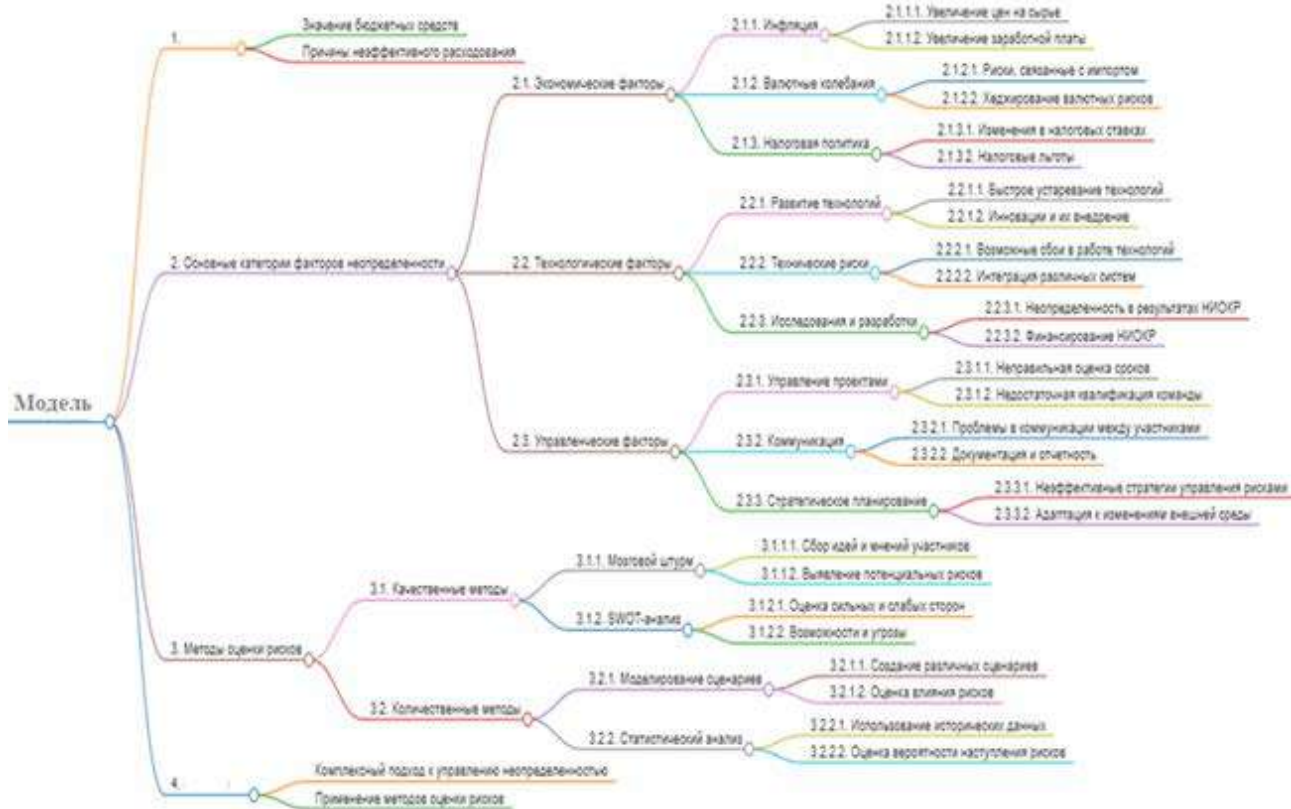 Модель
1.
Значение бюджетных средств
Причины неэффективного расходования
2. Основные категории факторов неопределенности
2.1. Экономические факторы
2.1.1. Инфляция
2.1.1.1. Увеличение цен на сырье
2.1.1.2. Увеличение заработной платы
2.1.2. Валютные колебания
2.1.2.1. Риски, связанные с импортом
2.1.2.2. Хеджирование валютных рисков
2.1.3. Налоговая политика
2.1.3.1. Изменения в налоговых ставках
2.1.3.2. Налоговые льготы
2.2. Технологические факторы
2.2.1. Развитие технологий
2.2.1.1. Быстрое устаревание технологий
2.2.1.2. Инновации и их внедрение
2.2.2. Технические риски
2.2.2.1. Возможные сбои в работе технологий
2.2.2.2. Интеграция различных систем
2.2.3. Исследования и разработки
2.2.3.1. Неопределенность в результатах НИОКР
2.2.3.2. Финансирование НИОКР
2.3. Управленческие факторы
2.3.1. Управление проектами
2.3.1.1. Неправильная оценка сроков
2.3.1.2. Недостаточная квалификация команды
2.3.2. Коммуникация
2.3.2.1. Проблемы в коммуникации между участниками
2.3.2.2. Документация и отчетность
2.3.3. Стратегическое планирование
2.3.3.1. Неэффективные стратегии управления рисками
2.3.3.2. Адаптация к изменениям внешней среды
3. Методы оценки рисков
3.1. Качественные методы
3.1.1. Мозговой штурм
3.1.1.1. Сбор идей и мнений участников
3.1.1.2. Выявление потенциальных рисков
3.1.2. SWOT-анализ
3.1.2.1. Оценка сильных и слабых сторон
3.1.2.2. Возможности и угрозы
3.2. Количественные методы
3.2.1. Моделирование сценариев
3.2.1.1. Создание различных сценариев
3.2.1.2. Оценка влияния рисков
3.2.2. Статистический анализ
3.2.2.1. Использование исторических данных
3.2.2.2. Оценка вероятности наступления рисков
4.
Комплексный подход к управлению неопределенностью
Применение методов оценки рисков